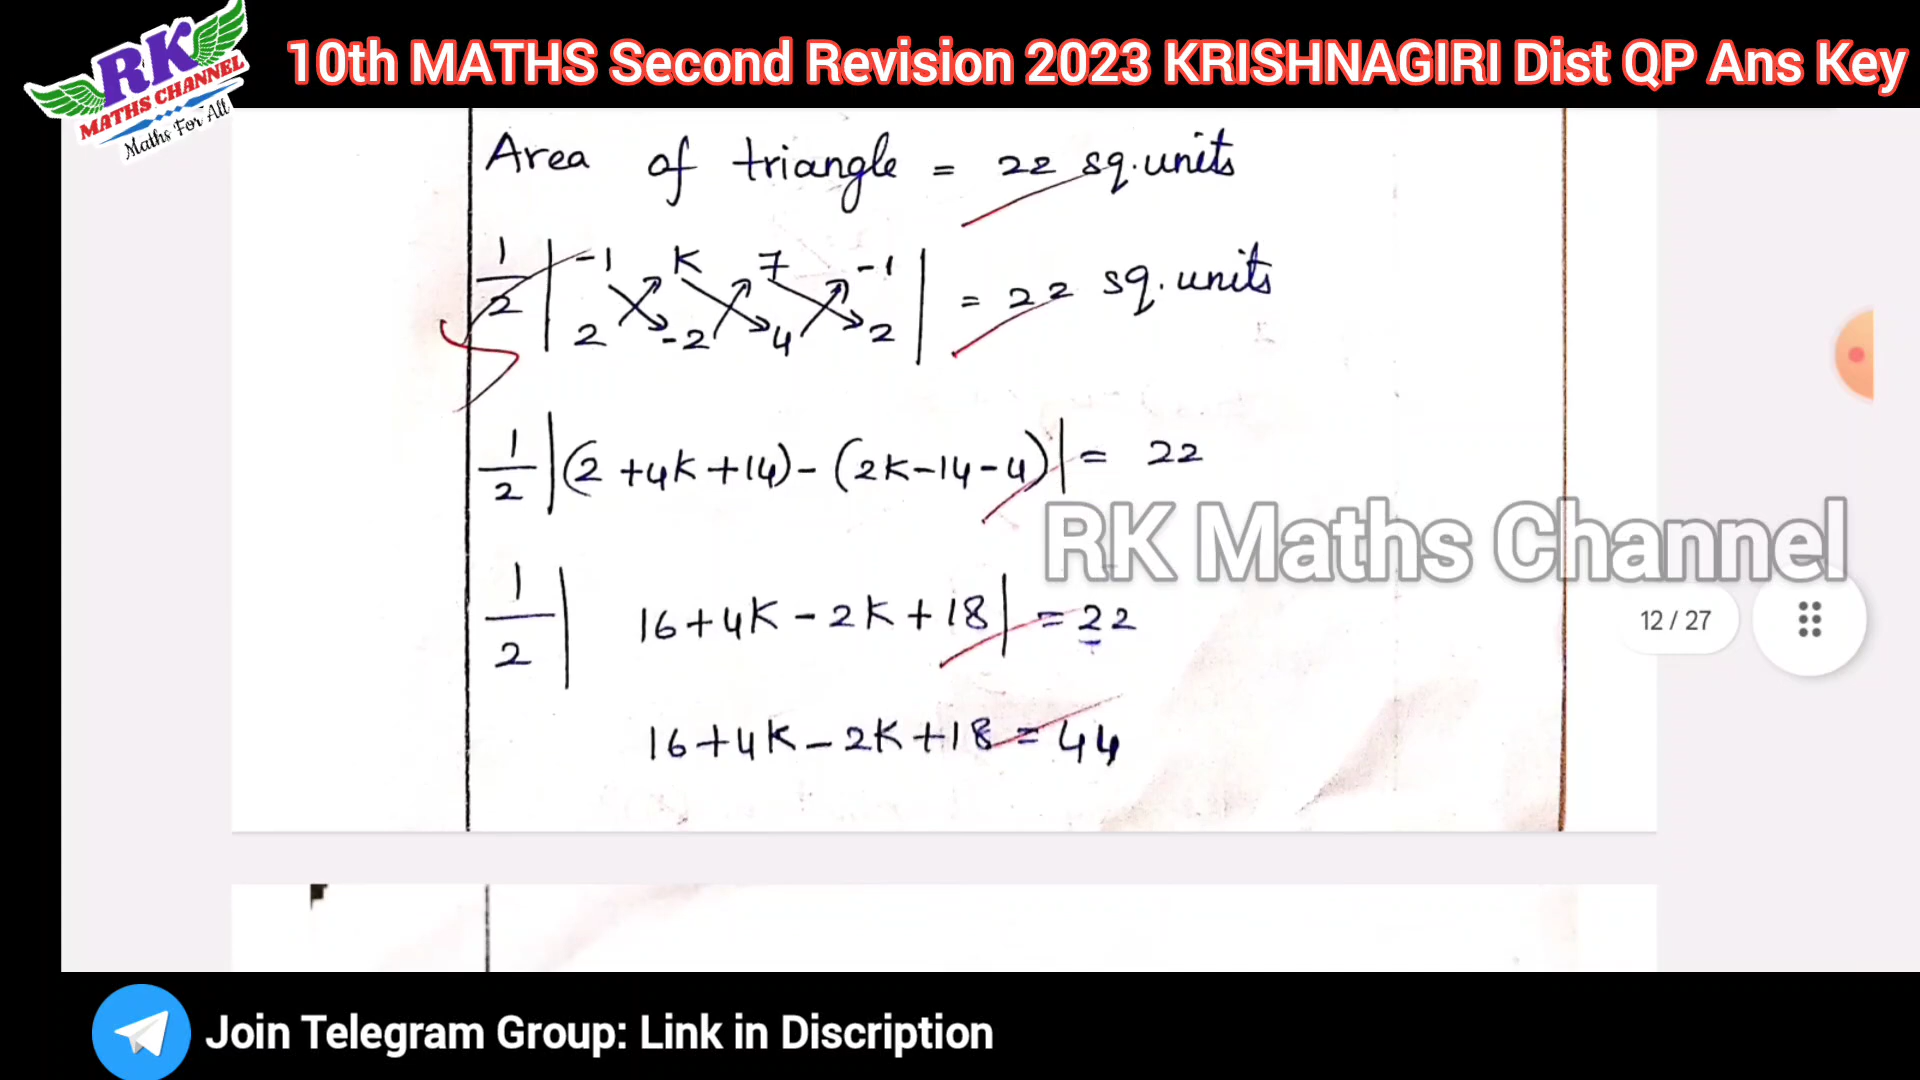 RK
MATHS CHANNEL
Maths For All
10th MATHS Second Revision 2023 KRISHNAGIRI Dist QP Ans Key
Area of triangle = 22 sq.units
1/2 | -1 K 7 -1 | = 22 sq.units
2 -2 4 2
1/2 |(2 +4K+14)-(2K-14-4)| = 22
RK Maths Channel
1/2 | 16+4K-2K+18| = 22
12 / 27
16+4K-2K+18 = 44
Join Telegram Group: Link in Discription